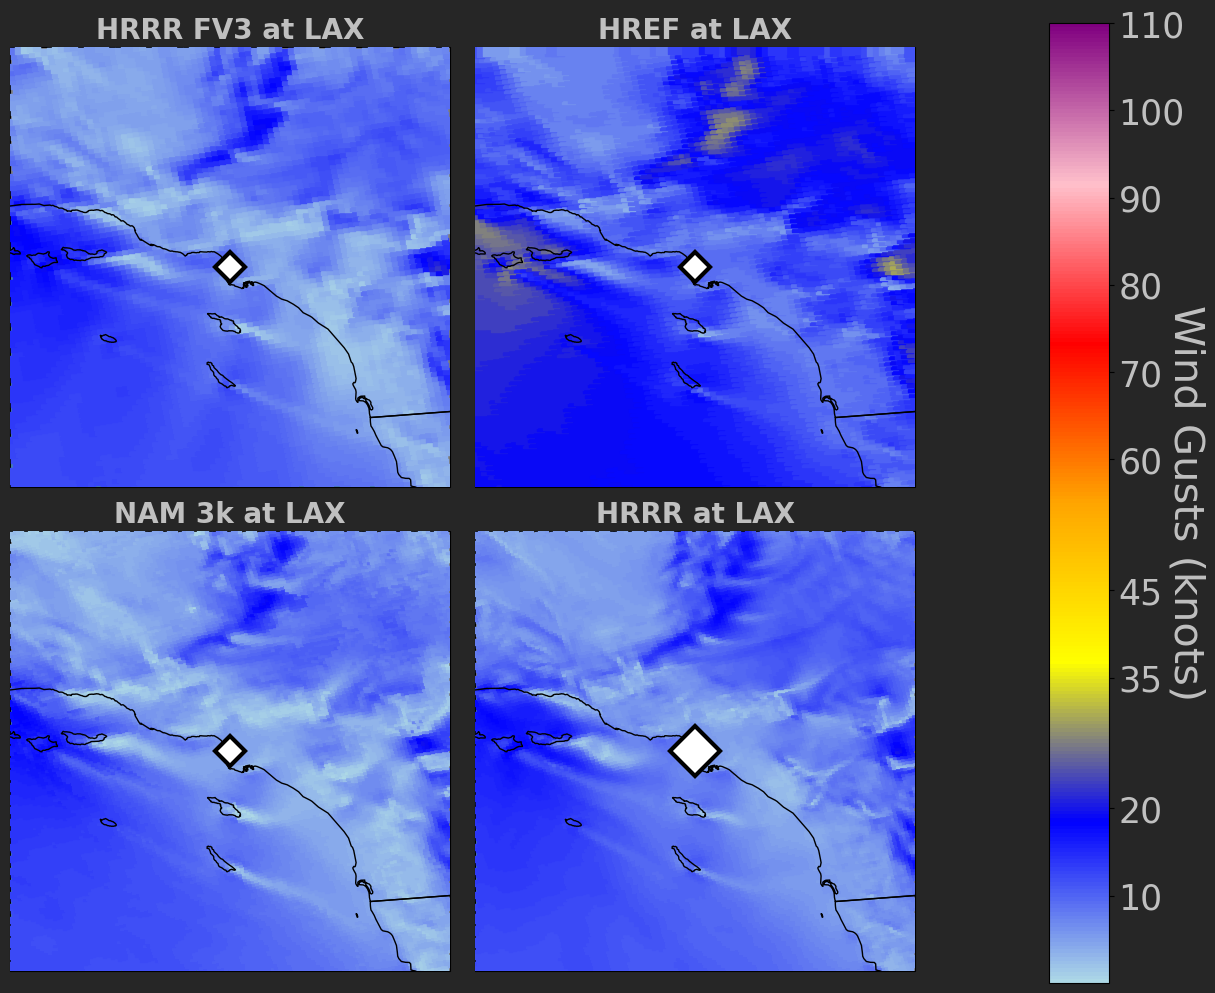 HRRR FV3 at LAX
HREF at LAX
NAM 3k at LAX
HRRR at LAX
110
100
90
80
70
60
45
35
20
10
Wind Gusts (knots)